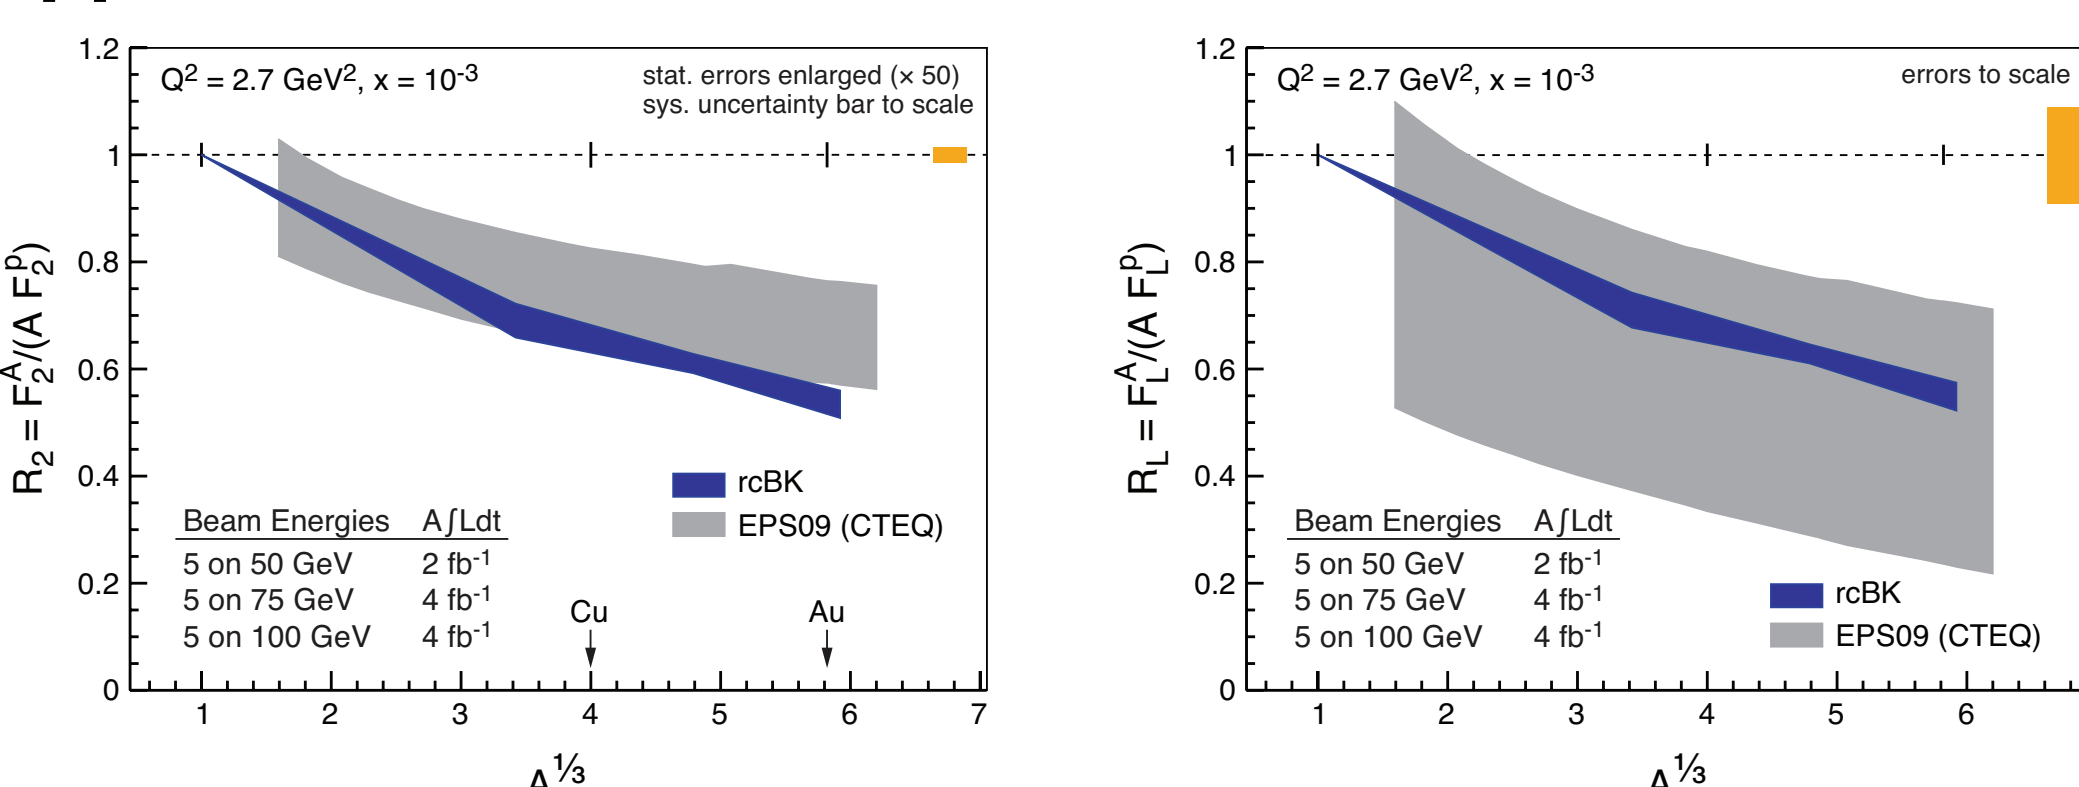 1.2
1
0.8
0.6
0.4
0.2
0
R₂ = F₂ᴬ/(A F₂ᵖ)
Q² = 2.7 GeV², x = 10⁻³
stat. errors enlarged (× 50)
sys. uncertainty bar to scale
rcBK
EPS09 (CTEQ)
Beam Energies A∫Ldt
5 on 50 GeV 2 fb⁻¹
5 on 75 GeV 4 fb⁻¹
5 on 100 GeV 4 fb⁻¹
Cu
Au
1 2 3 4 5 6 7
A⅓
1.2
1
0.8
0.6
0.4
0.2
0
R_L = F_Lᴬ/(A F_Lᵖ)
Q² = 2.7 GeV², x = 10⁻³
errors to scale
Beam Energies A∫Ldt
5 on 50 GeV 2 fb⁻¹
5 on 75 GeV 4 fb⁻¹
5 on 100 GeV 4 fb⁻¹
rcBK
EPS09 (CTEQ)
1 2 3 4 5 6
A⅓